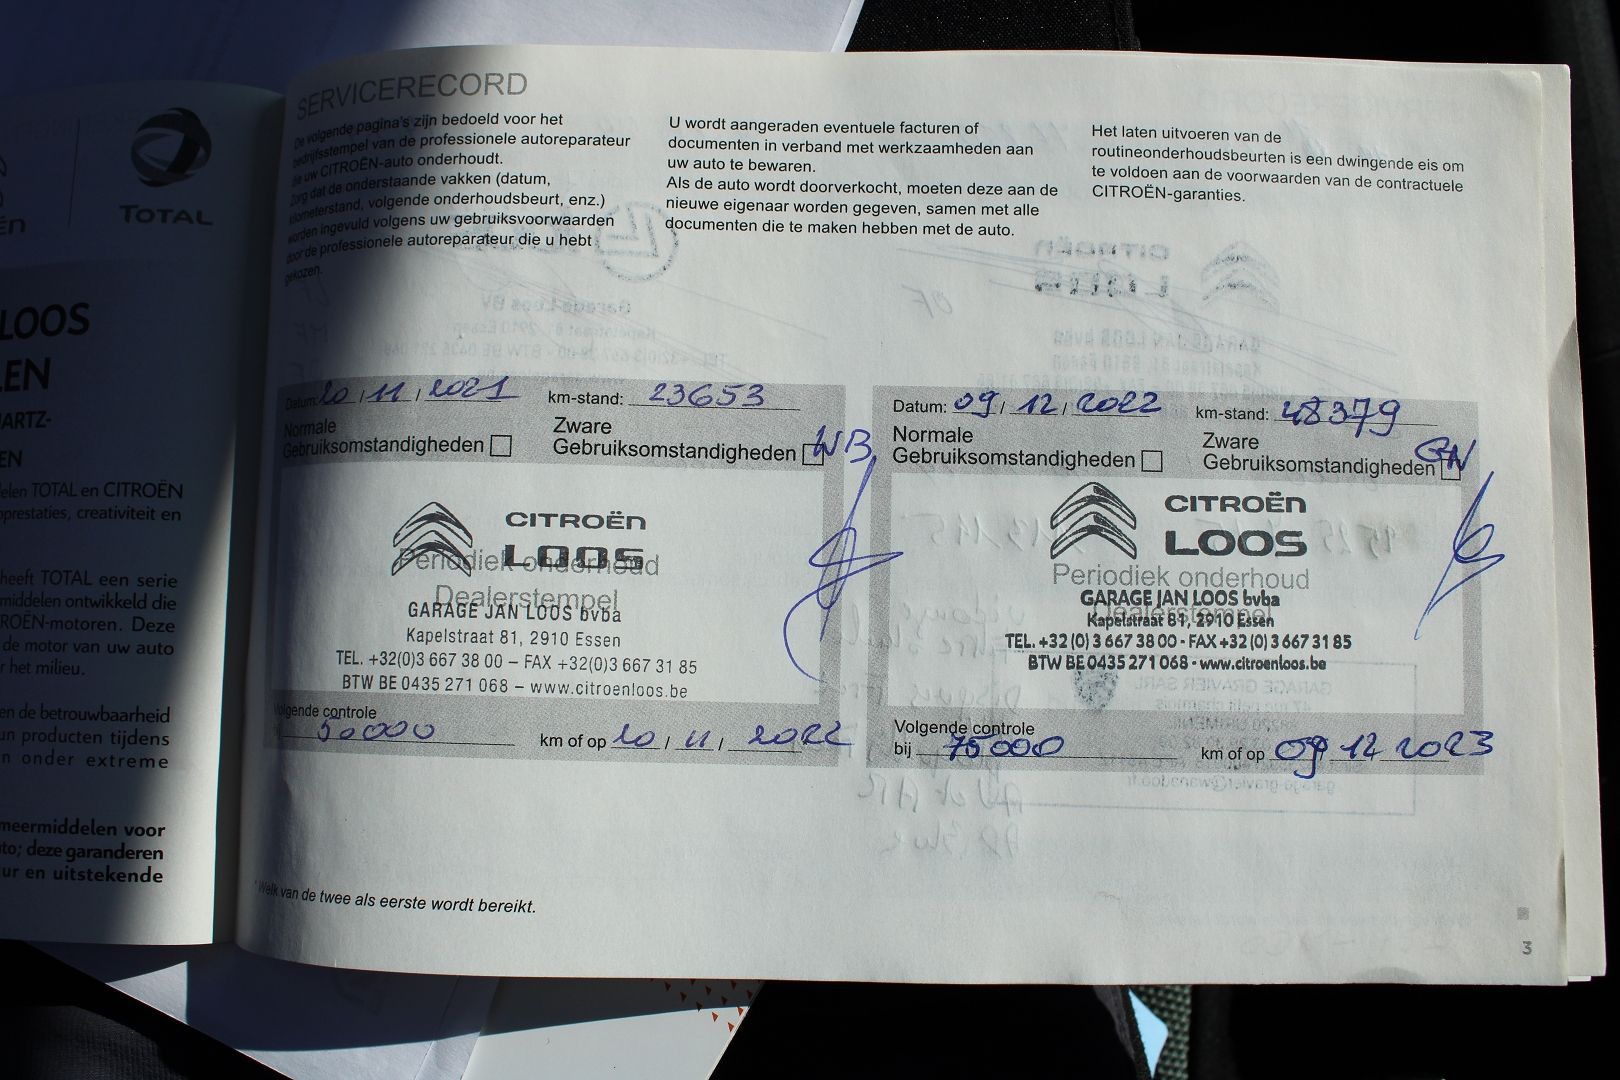 TOTAL
LOOS
LEN
ARTZ-
EN
elen TOTAL en CITROËN
oprestaties, creativiteit en
heeft TOTAL een serie
middelen ontwikkeld die
ROËN-motoren. Deze
de motor van uw auto
r het milieu.
en de betrouwbaarheid
un producten tijdens
n onder extreme
meermiddelen voor
to; deze garanderen
ur en uitstekende
SERVICERECORD
De volgende pagina's zijn bedoeld voor het
bedrijfsstempel van de professionele autoreparateur
die uw CITROËN-auto onderhoudt.
Zorg dat de onderstaande vakken (datum,
kilometerstand, volgende onderhoudsbeurt, enz.)
worden ingevuld volgens uw gebruiksvoorwaarden
door de professionele autoreparateur die u hebt
gekozen.
U wordt aangeraden eventuele facturen of
documenten in verband met werkzaamheden aan
uw auto te bewaren.
Als de auto wordt doorverkocht, moeten deze aan de
nieuwe eigenaar worden gegeven, samen met alle
documenten die te maken hebben met de auto.
Het laten uitvoeren van de
routineonderhoudsbeurten is een dwingende eis om
te voldoen aan de voorwaarden van de contractuele
CITROËN-garanties.
Datum: 20 / 11 / 2021 km-stand: 23653
Normale
Gebruiksomstandigheden
Zware
Gebruiksomstandigheden WB
CITROËN
LOOS
Periodiek onderhoud
Dealerstempel
GARAGE JAN LOOS bvba
Kapelstraat 81, 2910 Essen
TEL. +32(0)3 667 38 00 – FAX +32(0)3 667 31 85
BTW BE 0435 271 068 – www.citroenloos.be
Volgende controle
bij 50000 km of op 20 / 11 / 2022
Datum: 09 / 12 / 2022 km-stand: 48379
Normale
Gebruiksomstandigheden
Zware
Gebruiksomstandigheden GN
CITROËN
LOOS
Periodiek onderhoud
Dealerstempel
GARAGE JAN LOOS bvba
Kapelstraat 81, 2910 Essen
TEL. +32(0)3 667 38 00 - FAX +32(0)3 667 31 85
BTW BE 0435 271 068 - www.citroenloos.be
Volgende controle
bij 75000 km of op 09 / 12 / 2023
* Welk van de twee als eerste wordt bereikt.
3